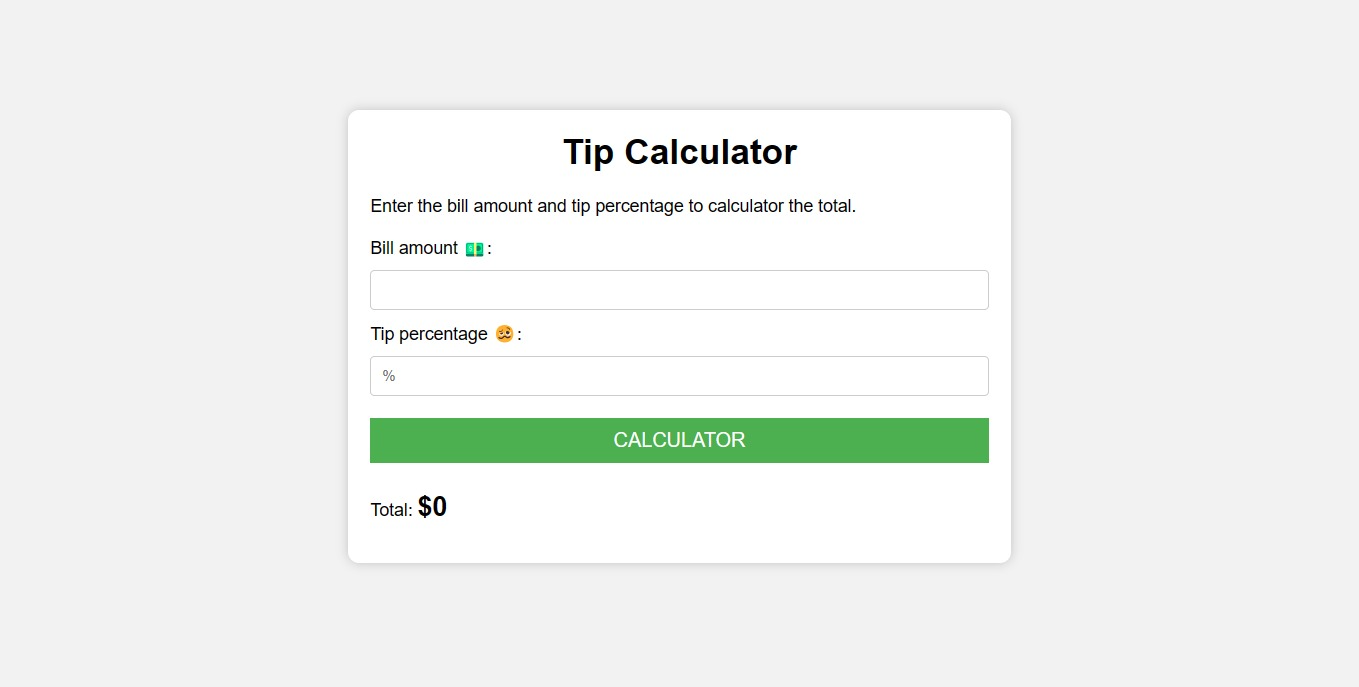 Tip Calculator
Enter the bill amount and tip percentage to calculator the total.
Bill amount 💵:
Tip percentage 🥴:
%
CALCULATOR
Total: $0